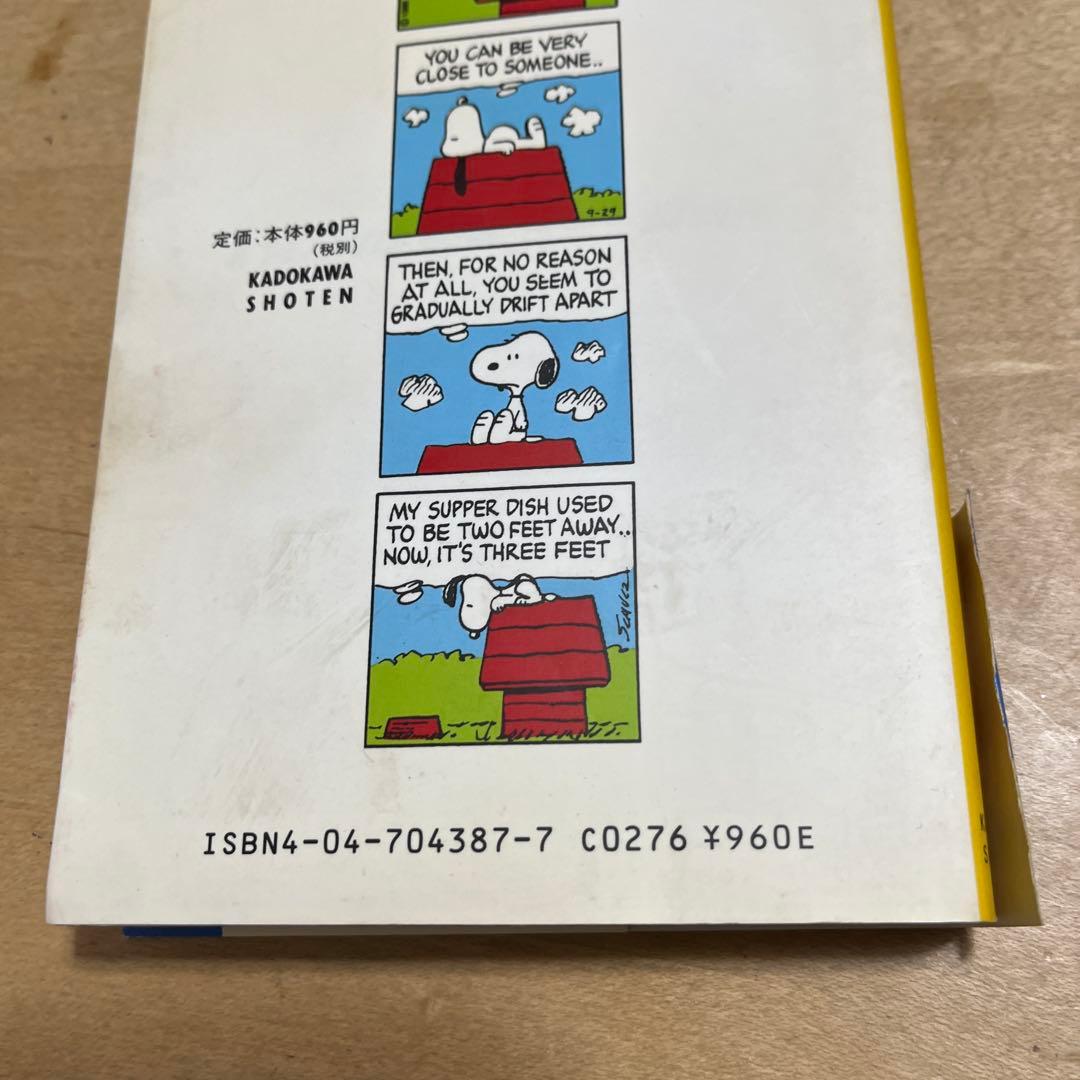 YOU CAN BE VERY
CLOSE TO SOMEONE..
9-29
定価:本体960円
(税別)
KADOKAWA
SHOTEN
THEN, FOR NO REASON
AT ALL, YOU SEEM TO
GRADUALLY DRIFT APART
MY SUPPER DISH USED
TO BE TWO FEET AWAY..
NOW, IT'S THREE FEET
SCHULZ
ISBN4-04-704387-7 C0276 ¥960E